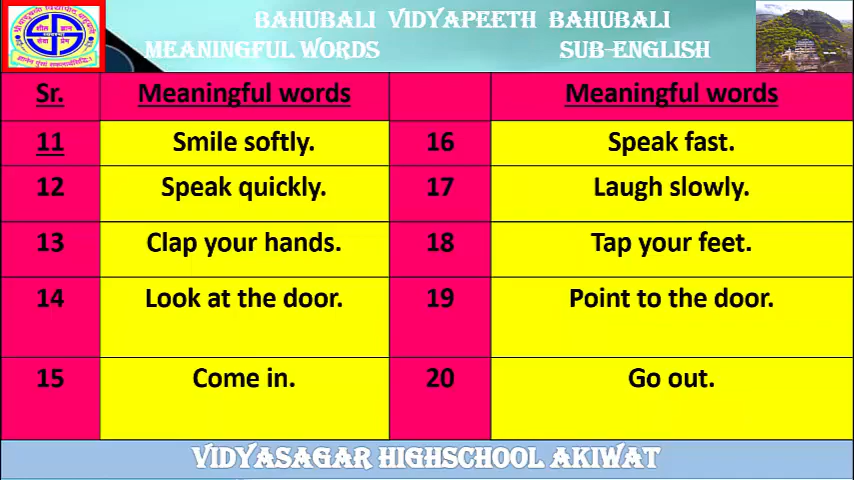 BAHUBALI VIDYAPEETH BAHUBALI
MEANINGFUL WORDS SUB-ENGLISH
Sr. Meaningful words Meaningful words
11 Smile softly. 16 Speak fast.
12 Speak quickly. 17 Laugh slowly.
13 Clap your hands. 18 Tap your feet.
14 Look at the door. 19 Point to the door.
15 Come in. 20 Go out.
VIDYASAGAR HIGHSCHOOL AKIWAT